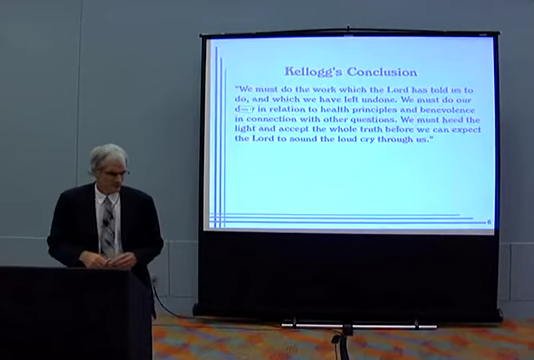 Kellogg's Conclusion
"We must do the work which the Lord has told us to
do, and which we have left undone. We must do our
in relation to health principles and benevolence
in connection with other questions. We must heed the
light and accept the whole truth before we can expect
the Lord to sound the loud cry through us."
6